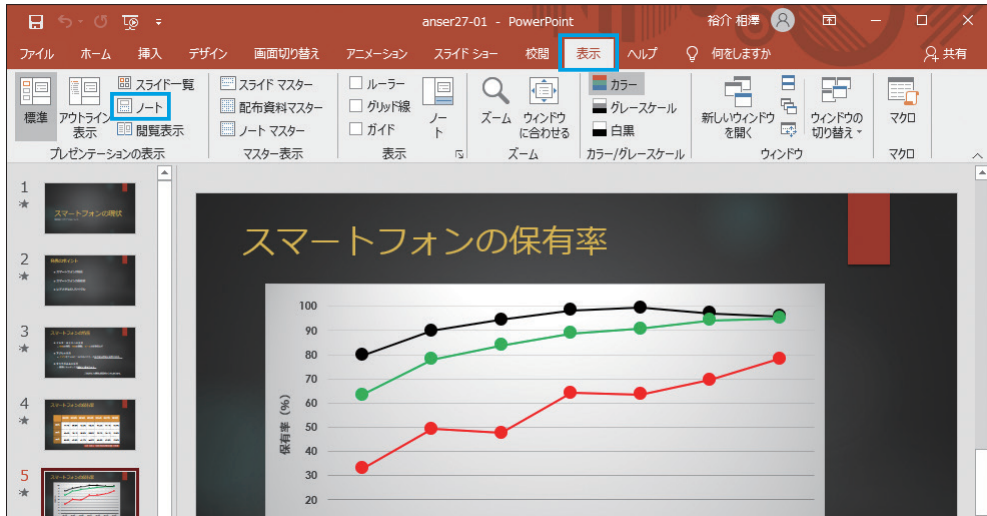 anser27-01 - PowerPoint
裕介 相澤
ファイル ホーム 挿入 デザイン 画面切り替え アニメーション スライド ショー 校閲 表示 ヘルプ 何をしますか 共有
標準
アウトライン
表示
スライド一覧
ノート
閲覧表示
プレゼンテーションの表示
スライド マスター
配布資料マスター
ノート マスター
マスター表示
ルーラー
グリッド線
ガイド
ノー
ト
表示
ズーム
ウィンドウ
に合わせる
ズーム
カラー
グレースケール
白黒
カラー/グレースケール
新しいウィンドウ
を開く
ウィンドウの
切り替え
ウィンドウ
マクロ
マクロ
1
スマートフォンの現状
2
3
4
5
スマートフォンの保有率
保有率 (%)
100
90
80
70
60
50
40
30
20